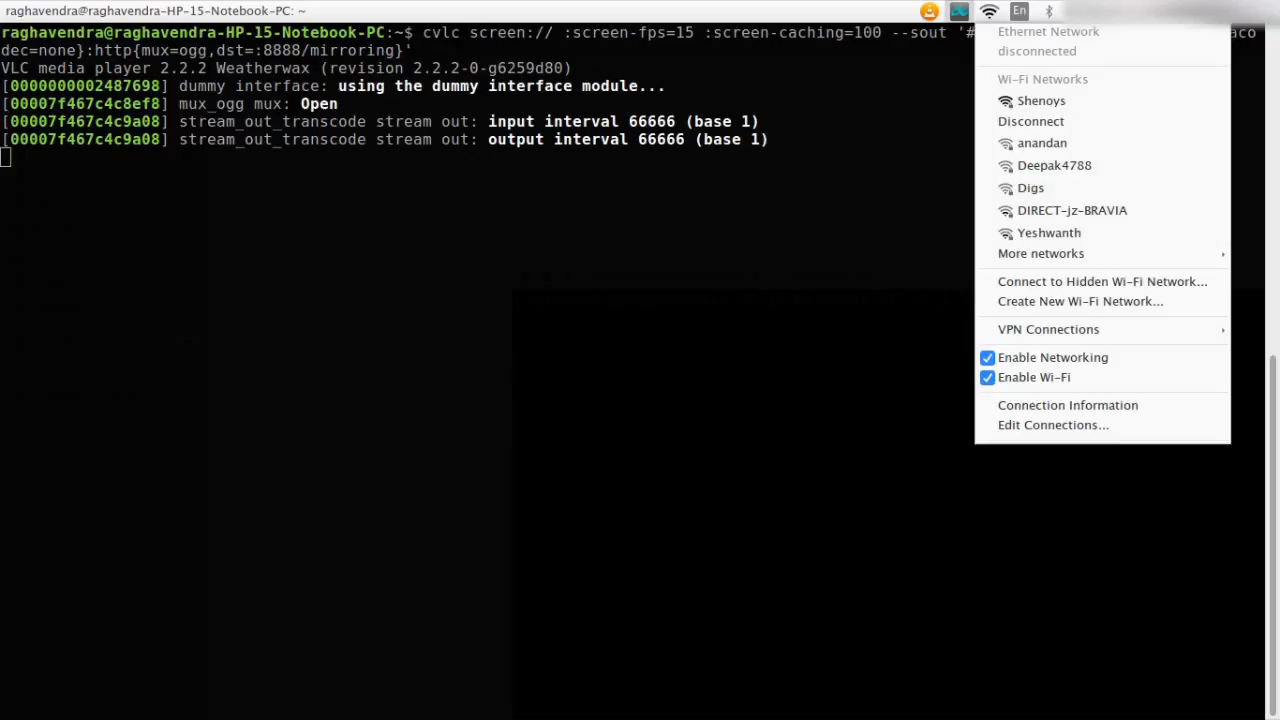 raghavendra@raghavendra-HP-15-Notebook-PC: ~
En
raghavendra@raghavendra-HP-15-Notebook-PC:~$ cvlc screen:// :screen-fps=15 :screen-caching=100 --sout '# aco
dec=none}:http{mux=ogg,dst=:8888/mirroring}'
VLC media player 2.2.2 Weatherwax (revision 2.2.2-0-g6259d80)
[0000000002487698] dummy interface: using the dummy interface module...
[00007f467c4c8ef8] mux_ogg mux: Open
[00007f467c4c9a08] stream_out_transcode stream out: input interval 66666 (base 1)
[00007f467c4c9a08] stream_out_transcode stream out: output interval 66666 (base 1)
Ethernet Network
disconnected
Wi-Fi Networks
Shenoys
Disconnect
anandan
Deepak4788
Digs
DIRECT-jz-BRAVIA
Yeshwanth
More networks
Connect to Hidden Wi-Fi Network...
Create New Wi-Fi Network...
VPN Connections
Enable Networking
Enable Wi-Fi
Connection Information
Edit Connections...